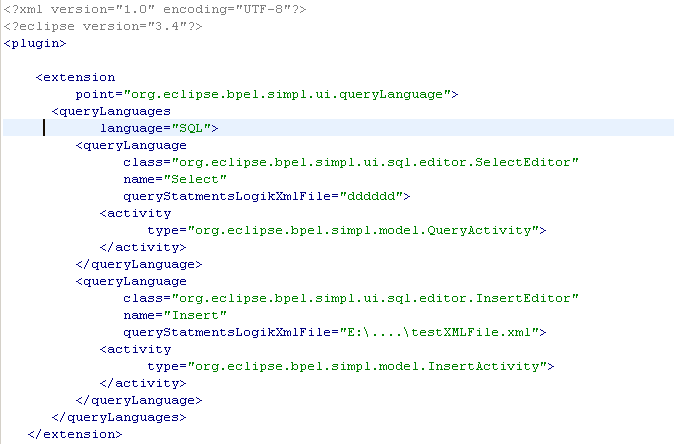 <?xml version="1.0" encoding="UTF-8"?>
<?eclipse version="3.4"?>
<plugin>
<extension
point="org.eclipse.bpel.simpl.ui.queryLanguage">
<queryLanguages
language="SQL">
<queryLanguage
class="org.eclipse.bpel.simpl.ui.sql.editor.SelectEditor"
name="Select"
queryStatmentsLogikXmlFile="dddddd">
<activity
type="org.eclipse.bpel.simpl.model.QueryActivity">
</activity>
</queryLanguage>
<queryLanguage
class="org.eclipse.bpel.simpl.ui.sql.editor.InsertEditor"
name="Insert"
queryStatmentsLogikXmlFile="E:\....\testXMLFile.xml">
<activity
type="org.eclipse.bpel.simpl.model.InsertActivity">
</activity>
</queryLanguage>
</queryLanguages>
</extension>